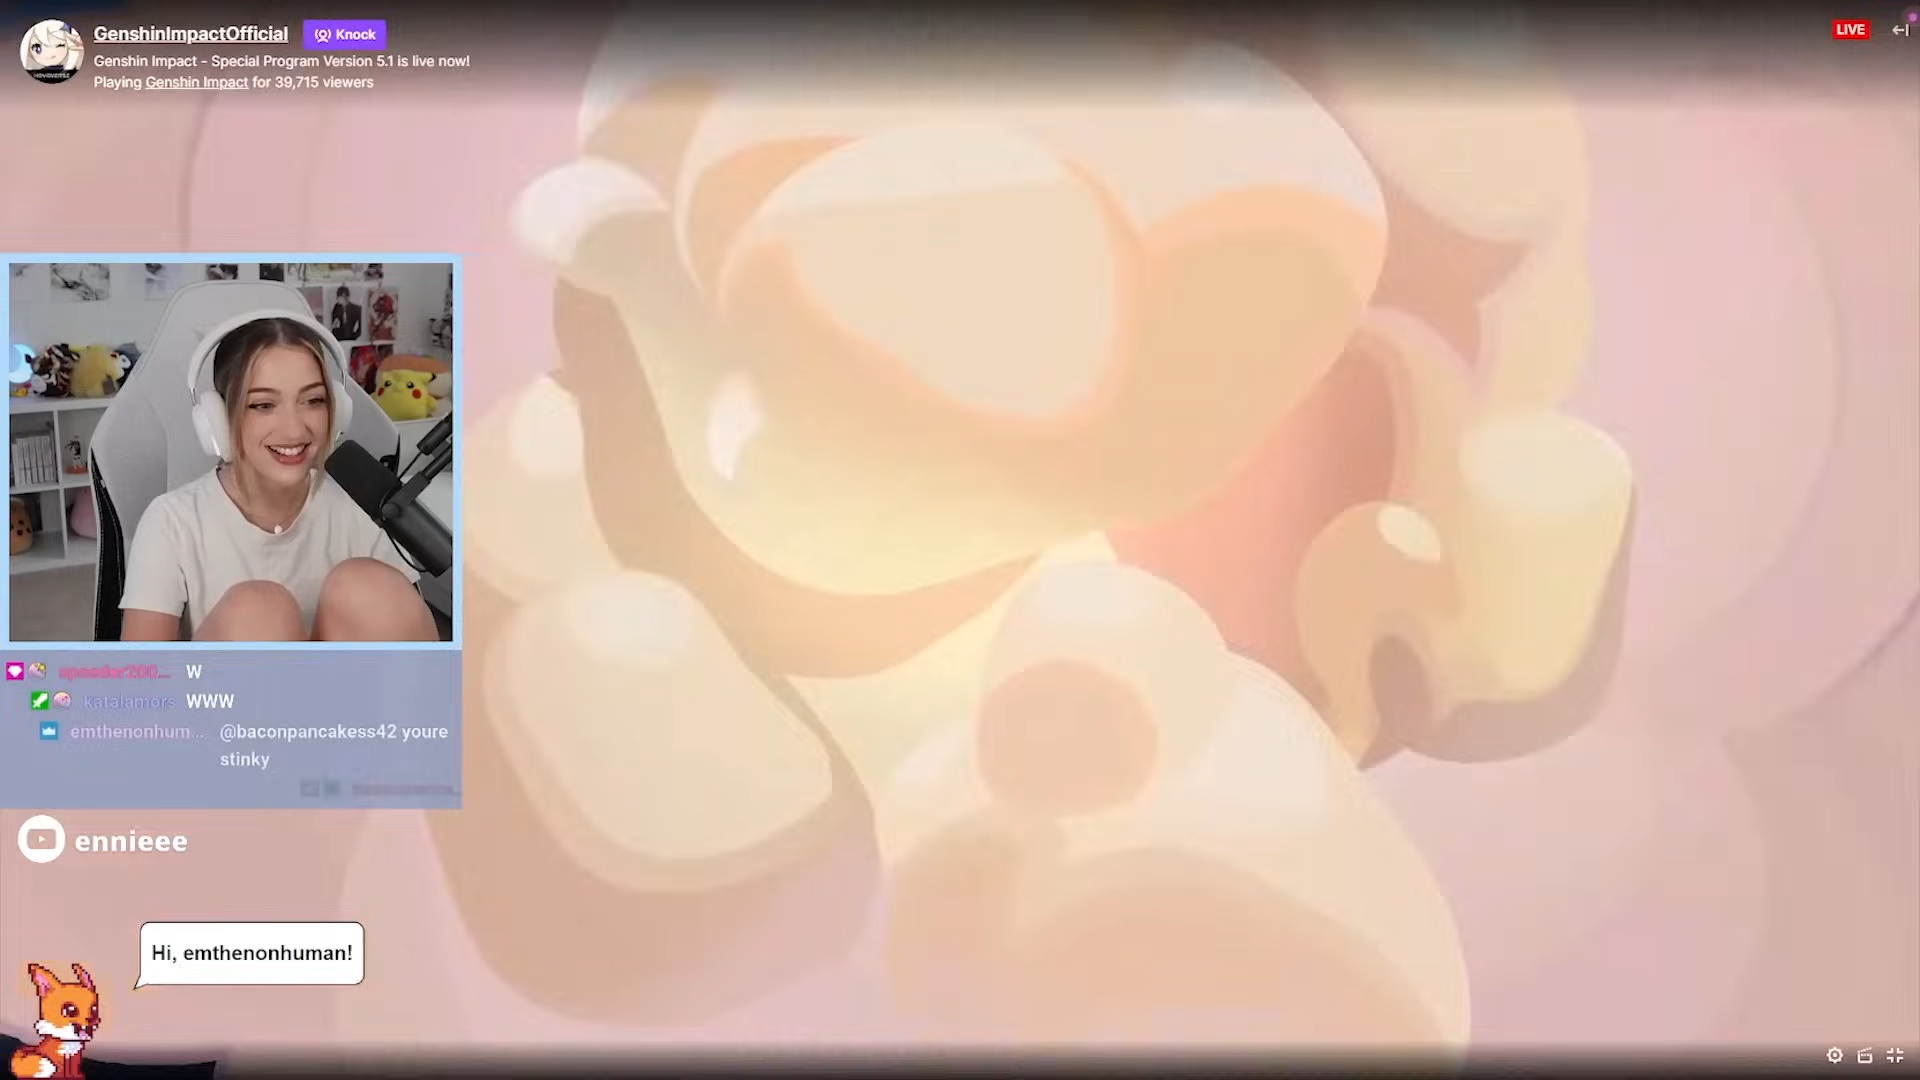 GenshinImpactOfficial
Knock
Genshin Impact - Special Program Version 5.1 is live now!
Playing Genshin Impact for 39,715 viewers
LIVE
W
katalamors WWW
emthenonhum... @baconpancakess42 youre
stinky
ennieee
Hi, emthenonhuman!